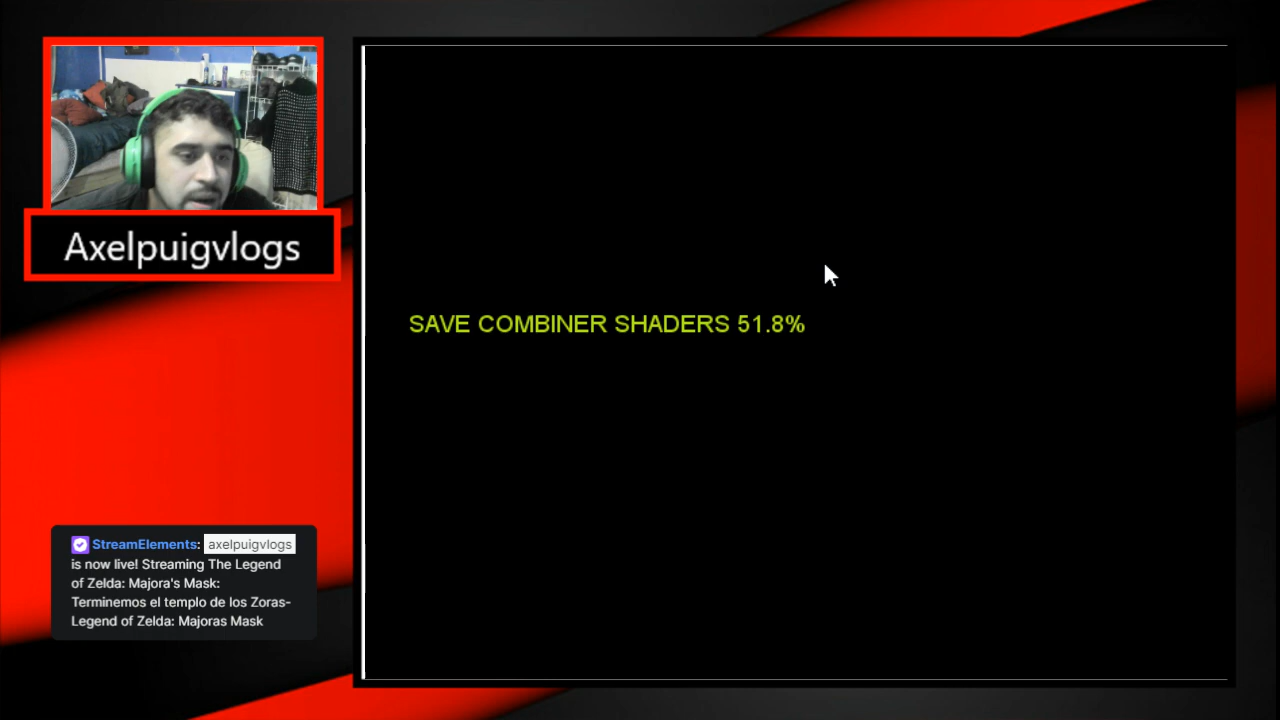 Axelpuigvlogs
SAVE COMBINER SHADERS 51.8%
StreamElements: axelpuigvlogs
is now live! Streaming The Legend
of Zelda: Majora's Mask:
Terminemos el templo de los Zoras-
Legend of Zelda: Majoras Mask